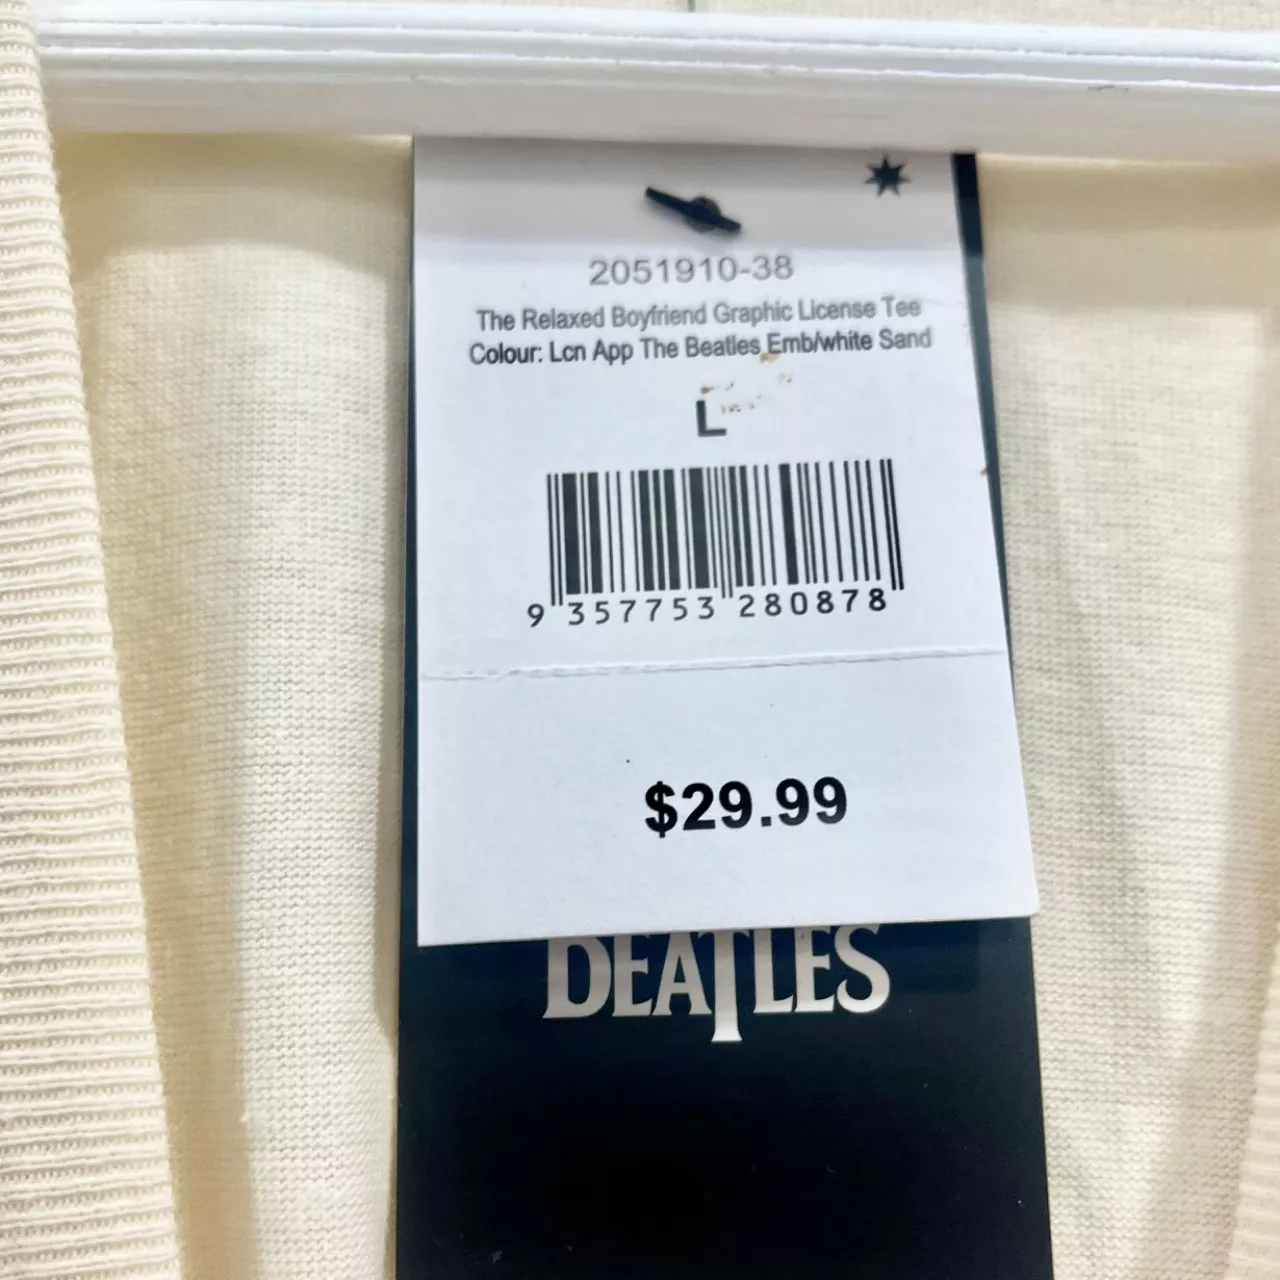 2051910-38
The Relaxed Boyfriend Graphic License Tee
Colour: Lcn App The Beatles Emb/white Sand
L
9 357753 280878
$29.99
BEATLES